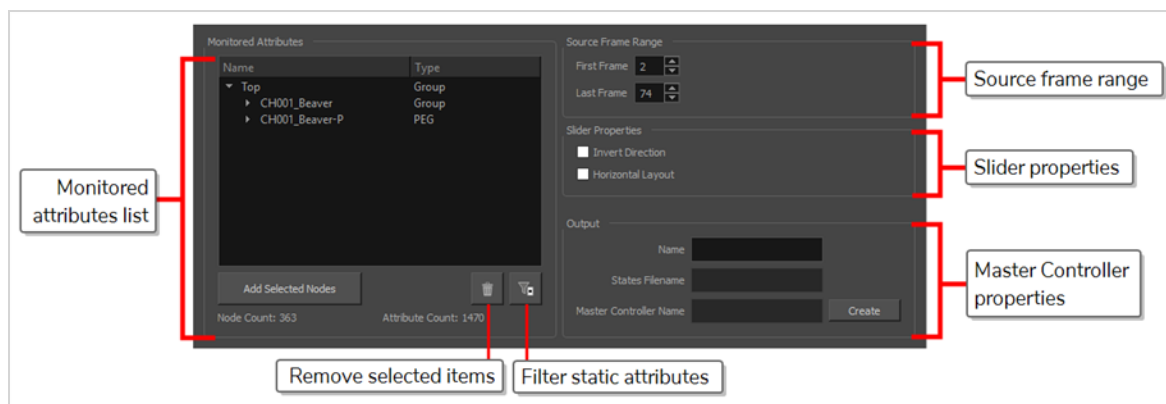 Monitored Attributes
Name Type
Top Group
CH001_Beaver Group
CH001_Beaver-P PEG
Add Selected Nodes
Node Count: 363 Attribute Count: 1470
Source Frame Range
First Frame 2
Last Frame 74
Slider Properties
Invert Direction
Horizontal Layout
Output
Name
States Filename
Master Controller Name Create
Monitored
attributes list
Source frame range
Slider properties
Master Controller
properties
Remove selected items
Filter static attributes